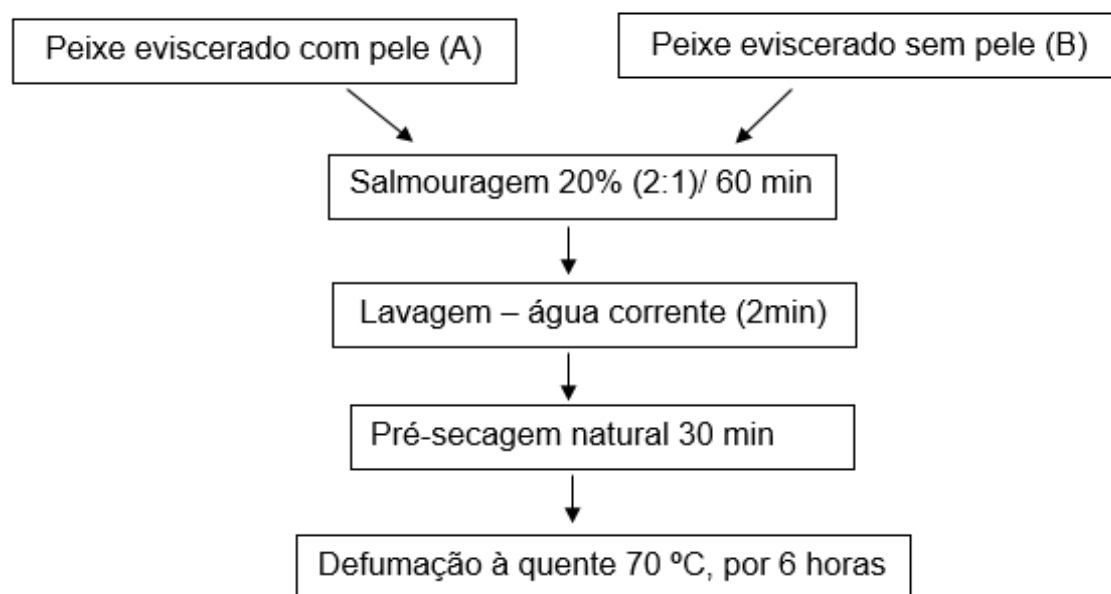 Peixe eviscerado com pele (A)
Peixe eviscerado sem pele (B)
Salmouragem 20% (2:1)/ 60 min
Lavagem – água corrente (2min)
Pré-secagem natural 30 min
Defumação à quente 70 ºC, por 6 horas